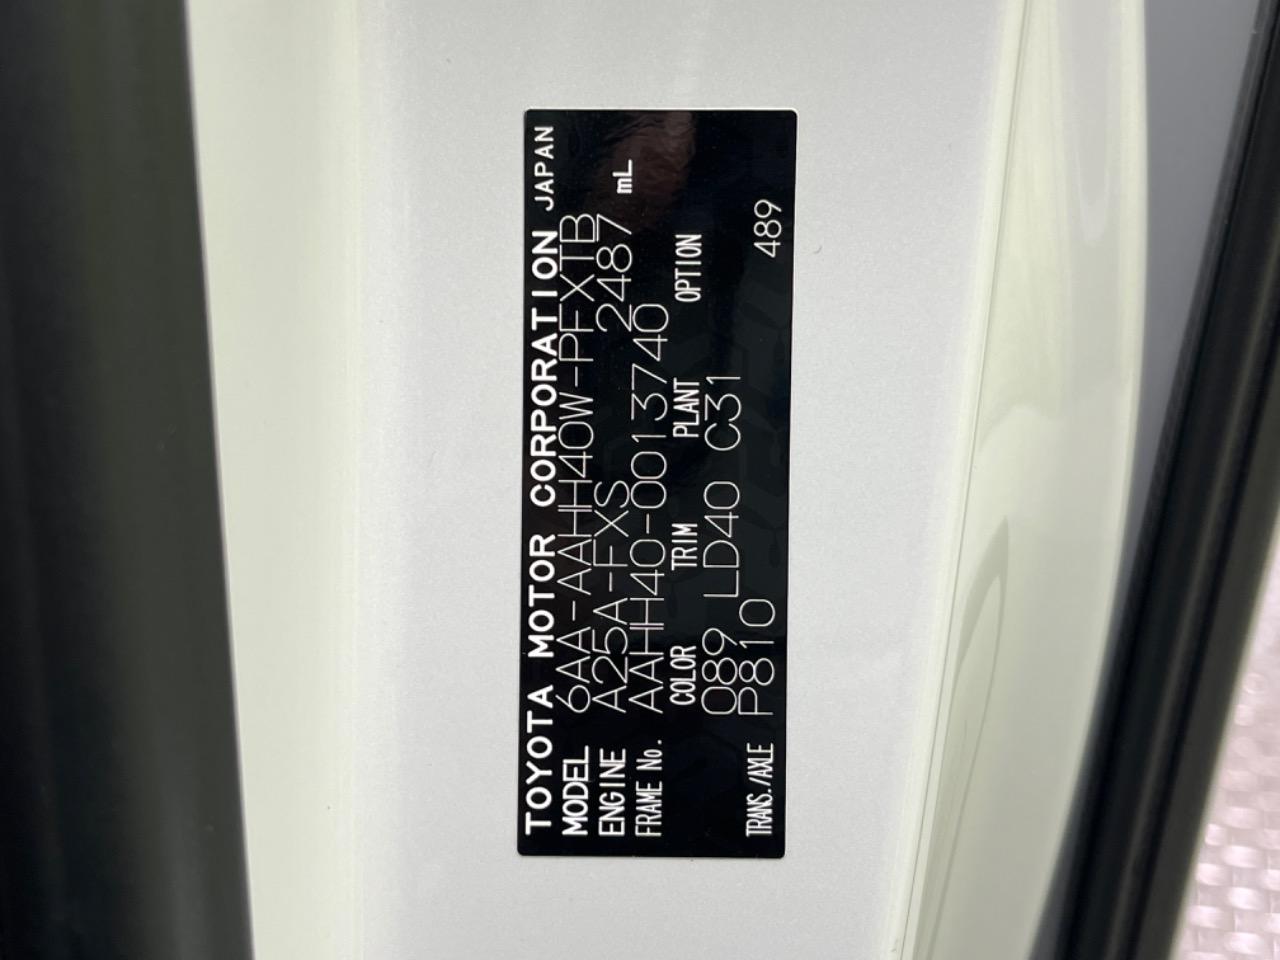 TOYOTA MOTOR CORPORATION JAPAN
MODEL 6AA-AAHH40W-PFXTB
ENGINE A25A-FXS 2487 mL
FRAME No. AAHH40-0013740
COLOR TRIM PLANT OPTION
089 LD40 C31
TRANS./AXLE P810 489